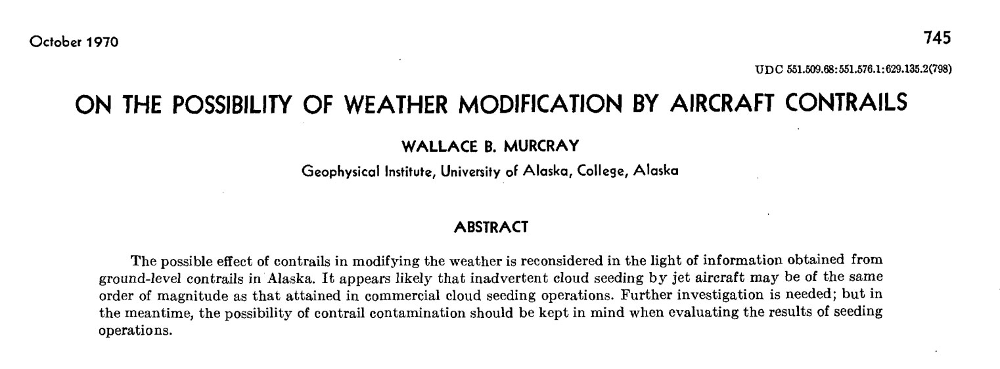 October 1970
745
UDC 551.509.68:551.576.1:629.135.2(798)
ON THE POSSIBILITY OF WEATHER MODIFICATION BY AIRCRAFT CONTRAILS
WALLACE B. MURCRAY
Geophysical Institute, University of Alaska, College, Alaska
ABSTRACT
The possible effect of contrails in modifying the weather is reconsidered in the light of information obtained from
ground-level contrails in Alaska. It appears likely that inadvertent cloud seeding by jet aircraft may be of the same
order of magnitude as that attained in commercial cloud seeding operations. Further investigation is needed; but in
the meantime, the possibility of contrail contamination should be kept in mind when evaluating the results of seeding
operations.